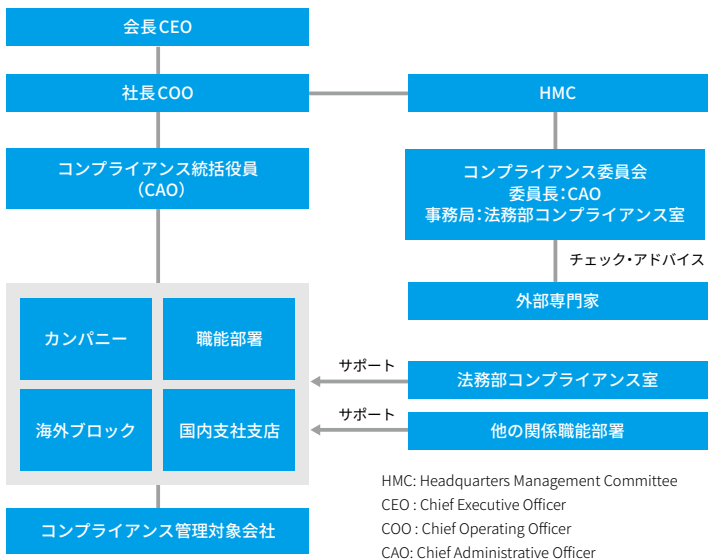 会長CEO
社長COO
HMC
コンプライアンス統括役員
（CAO）
コンプライアンス委員会
委員長：CAO
事務局：法務部コンプライアンス室
チェック・アドバイス
外部専門家
カンパニー
職能部署
海外ブロック
国内支社支店
サポート
法務部コンプライアンス室
サポート
他の関係職能部署
コンプライアンス管理対象会社
HMC: Headquarters Management Committee
CEO : Chief Executive Officer
COO : Chief Operating Officer
CAO: Chief Administrative Officer